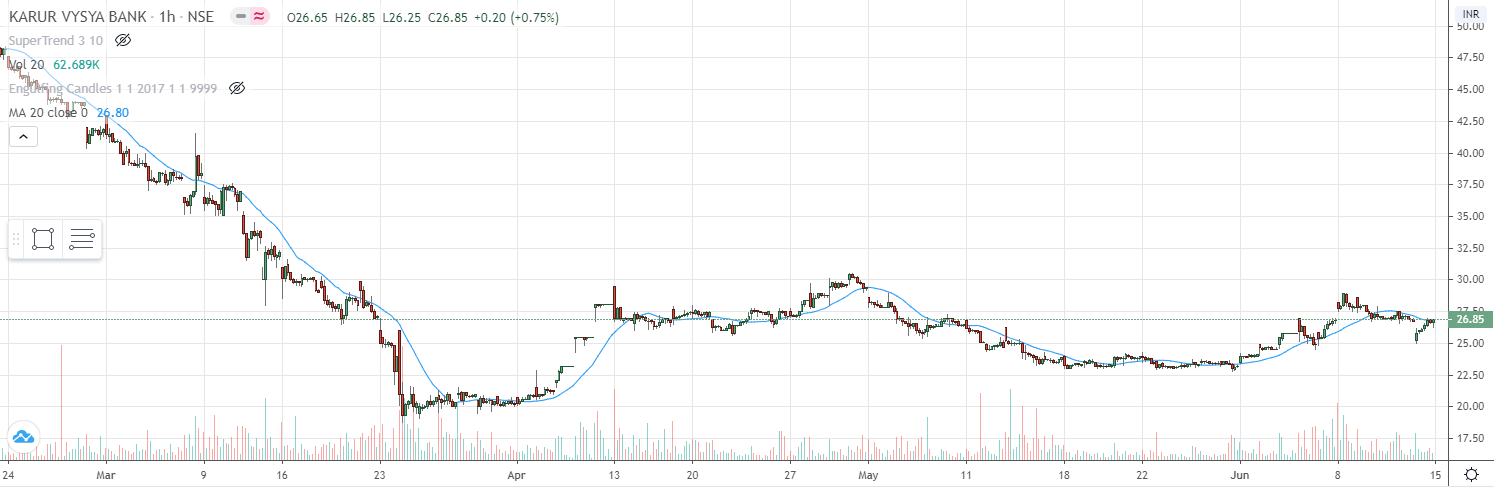 KARUR VYSYA BANK · 1h · NSE O26.65 H26.85 L26.25 C26.85 +0.20 (+0.75%)
INR
SuperTrend 3 10
Vol 20 62.689K
Engulfing Candles 1 1 2017 1 1 9999
MA 20 close 0 26.80
50.00
47.50
45.00
42.50
40.00
37.50
35.00
32.50
30.00
27.50
26.85
25.00
22.50
20.00
17.50
24 Mar 9 16 23 Apr 13 20 27 May 11 18 22 Jun 8 15